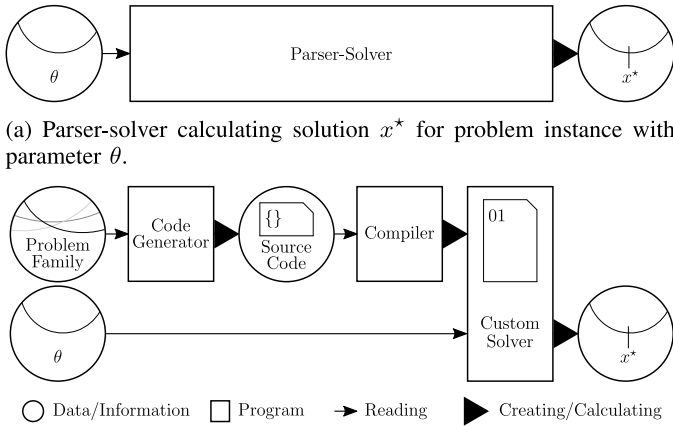 θ
Parser-Solver
x⋆
(a) Parser-solver calculating solution x⋆ for problem instance with
parameter θ.
Problem
Family
Code
Generator
{}
Source
Code
Compiler
01
Custom
Solver
θ
x⋆
Data/Information
Program
Reading
Creating/Calculating